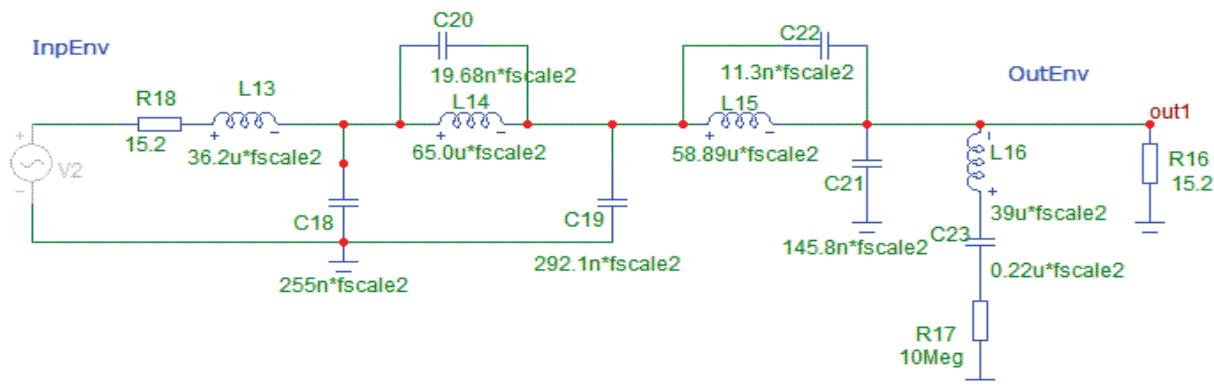 InpEnv
C20
19.68n*fscale2
C22
11.3n*fscale2
OutEnv
R18
15.2
L13
36.2u*fscale2
L14
65.0u*fscale2
L15
58.89u*fscale2
out1
V2
C18
255n*fscale2
C19
292.1n*fscale2
C21
145.8n*fscale2
L16
39u*fscale2
R16
15.2
C23
0.22u*fscale2
R17
10Meg